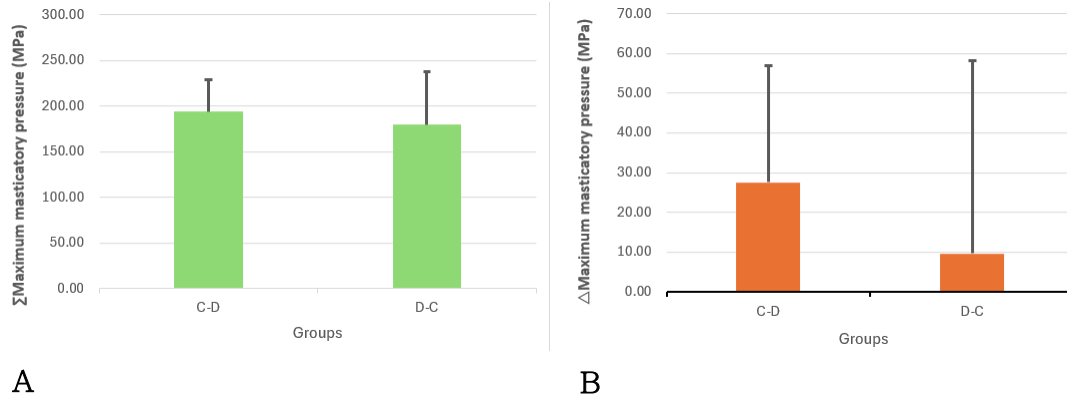 ∑Maximum masticatory pressure (MPa)
300.00
250.00
200.00
150.00
100.00
50.00
0.00
C-D
D-C
Groups
A
△Maximum masticatory pressure (MPa)
70.00
60.00
50.00
40.00
30.00
20.00
10.00
0.00
C-D
D-C
Groups
B